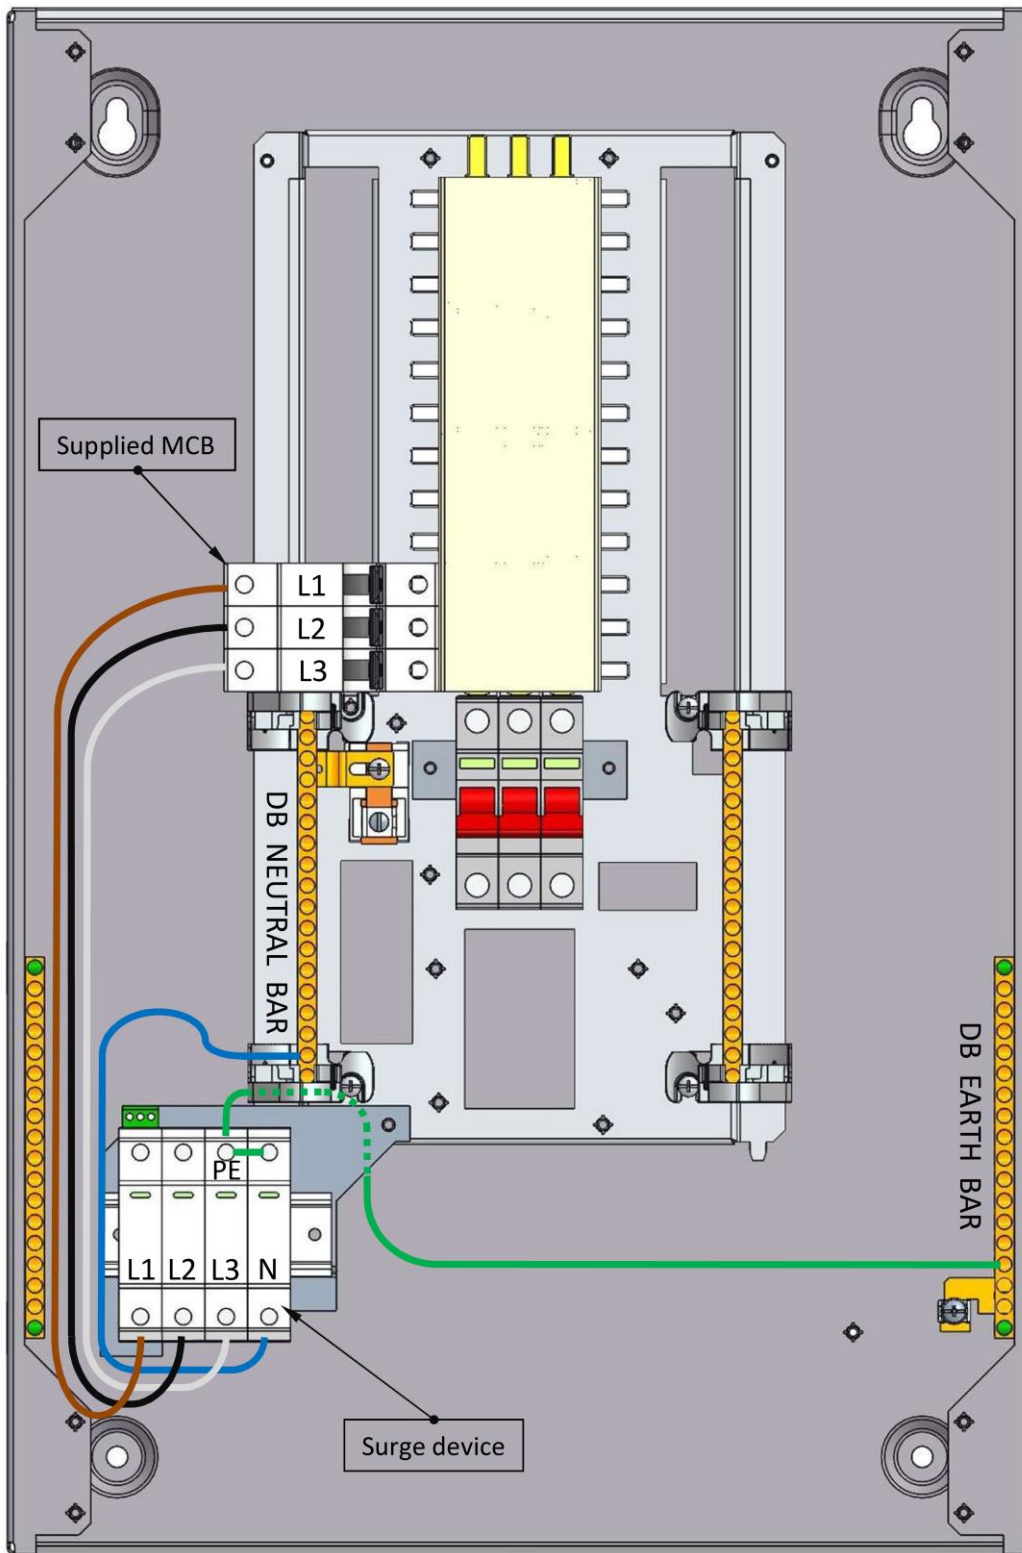 Supplied MCB
L1
L2
L3
DB NEUTRAL BAR
DB EARTH BAR
PE
L1 L2 L3 N
Surge device